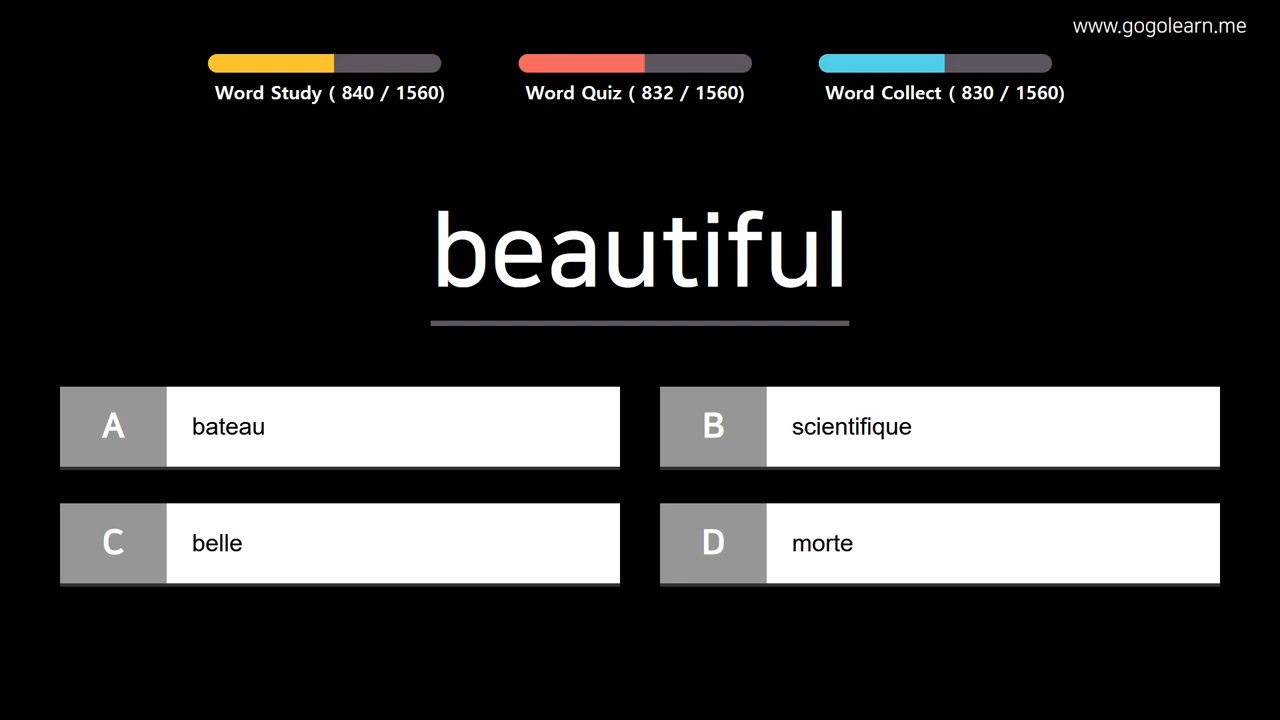 www.gogolearn.me
Word Study ( 840 / 1560)
Word Quiz ( 832 / 1560)
Word Collect ( 830 / 1560)
beautiful
A bateau
B scientifique
C belle
D morte